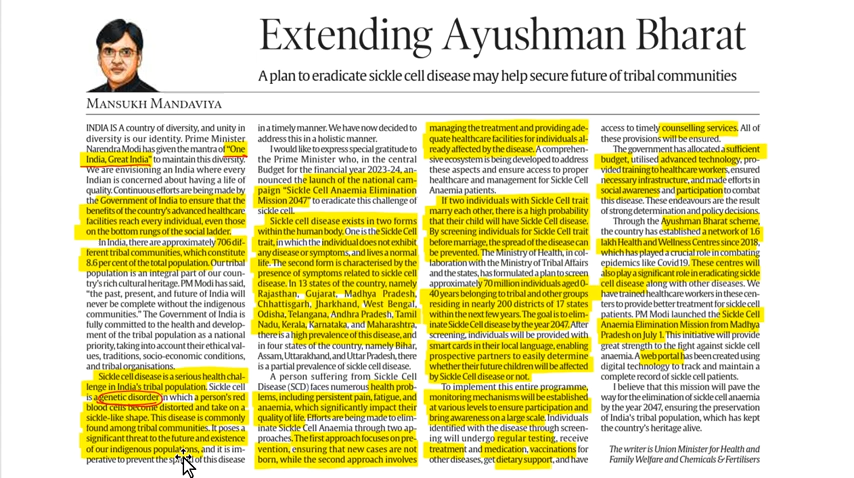 Extending Ayushman Bharat
A plan to eradicate sickle cell disease may help secure future of tribal communities
MANSUKH MANDAVIYA
INDIA IS A country of diversity, and unity in
diversity is our identity. Prime Minister
Narendra Modi has given the mantra of "One
India, Great India" to maintain this diversity.
We are envisioning an India where every
Indian is concerned about having a life of
quality. Continuous efforts are being made by
the Government of India to ensure that the
benefits of the country's advanced healthcare
facilities reach every individual, even those
on the bottom rungs of the social ladder.
In India, there are approximately 706 dif-
ferent tribal communities, which constitute
8.6 per cent of the total population. Our tribal
population is an integral part of our coun-
try's rich cultural heritage. PM Modi has said,
"the past, present, and future of India will
never be complete without the indigenous
communities." The Government of India is
fully committed to the health and develop-
ment of the tribal population as a national
priority, taking into account their ethical val-
ues, traditions, socio-economic conditions,
and tribal organisations.
Sickle cell disease is a serious health chal-
lenge in India's tribal population. Sickle cell
is a genetic disorder in which a person's red
blood cells become distorted and take on a
sickle-like shape. This disease is commonly
found among tribal communities. It poses a
significant threat to the future and existence
of our indigenous populations, and it is im-
perative to prevent the spread of this disease
in a timely manner. We have now decided to
address this in a holistic manner.
I would like to express special gratitude to
the Prime Minister who, in the central
Budget for the financial year 2023-24, an-
nounced the launch of the national cam-
paign "Sickle Cell Anaemia Elimination
Mission 2047" to eradicate this challenge of
sickle cell.
Sickle cell disease exists in two forms
within the human body. One is the Sickle Cell
trait, in which the individual does not exhibit
any disease or symptoms, and lives a normal
life. The second form is characterised by the
presence of symptoms related to sickle cell
disease. In 13 states of the country, namely
Rajasthan, Gujarat, Madhya Pradesh,
Chhattisgarh, Jharkhand, West Bengal,
Odisha, Telangana, Andhra Pradesh, Tamil
Nadu, Kerala, Karnataka, and Maharashtra,
there is a high prevalence of this disease, and
in four states of the country, namely Bihar,
Assam, Uttarakhand, and Uttar Pradesh, there
is a partial prevalence of sickle cell disease.
A person suffering from Sickle Cell
Disease (SCD) faces numerous health prob-
lems, including persistent pain, fatigue, and
anaemia, which significantly impact their
quality of life. Efforts are being made to elim-
inate Sickle Cell Anaemia through two ap-
proaches. The first approach focuses on pre-
vention, ensuring that new cases are not
born, while the second approach involves
managing the treatment and providing ade-
quate healthcare facilities for individuals al-
ready affected by the disease. A compre-
hensive ecosystem is being developed to address
these aspects and ensure access to proper
healthcare and management for Sickle Cell
Anaemia patients.
If two individuals with Sickle Cell trait
marry each other, there is a high probability
that their child will have Sickle Cell disease.
By screening individuals for Sickle Cell trait
before marriage, the spread of the disease can
be prevented. The Ministry of Health, in col-
laboration with the Ministry of Tribal Affairs
and the states, has formulated a plan to screen
approximately 70 million individuals aged 0-
40 years belonging to tribal and other groups
residing in nearly 200 districts of 17 states
within the next few years. The goal is to elim-
inate Sickle Cell disease by the year 2047. After
screening, individuals will be provided with
smart cards in their local language, enabling
prospective partners to easily determine
whether their future children will be affected
by Sickle Cell disease or not.
To implement this entire programme,
monitoring mechanisms will be established
at various levels to ensure participation and
bring awareness on a large scale. Individuals
identified with the disease through screen-
ing will undergo regular testing, receive
treatment and medication, vaccinations for
other diseases, get dietary support, and have
access to timely counselling services. All of
these provisions will be ensured.
The government has allocated a sufficient
budget, utilised advanced technology, pro-
vided training to healthcare workers, ensured
necessary infrastructure, and made efforts in
social awareness and participation to combat
this disease. These endeavours are the result
of strong determination and policy decisions.
Through the Ayushman Bharat scheme,
the country has established a network of 1.6
lakh Health and Wellness Centres since 2018,
which has played a crucial role in combating
epidemics like Covid19. These centres will
also play a significant role in eradicating sickle
cell disease along with other diseases. We
have trained healthcare workers in these cen-
ters to provide better treatment for sickle cell
patients. PM Modi launched the Sickle Cell
Anaemia Elimination Mission from Madhya
Pradesh on July 1. This initiative will provide
great strength to the fight against sickle cell
anaemia. A web portal has been created using
digital technology to track and maintain a
complete record of sickle cell patients.
I believe that this mission will pave the
way for the elimination of sickle cell anaemia
by the year 2047, ensuring the preservation
of India's tribal population, which has kept
the country's heritage alive.
The writer is Union Minister for Health and
Family Welfare and Chemicals & Fertilisers